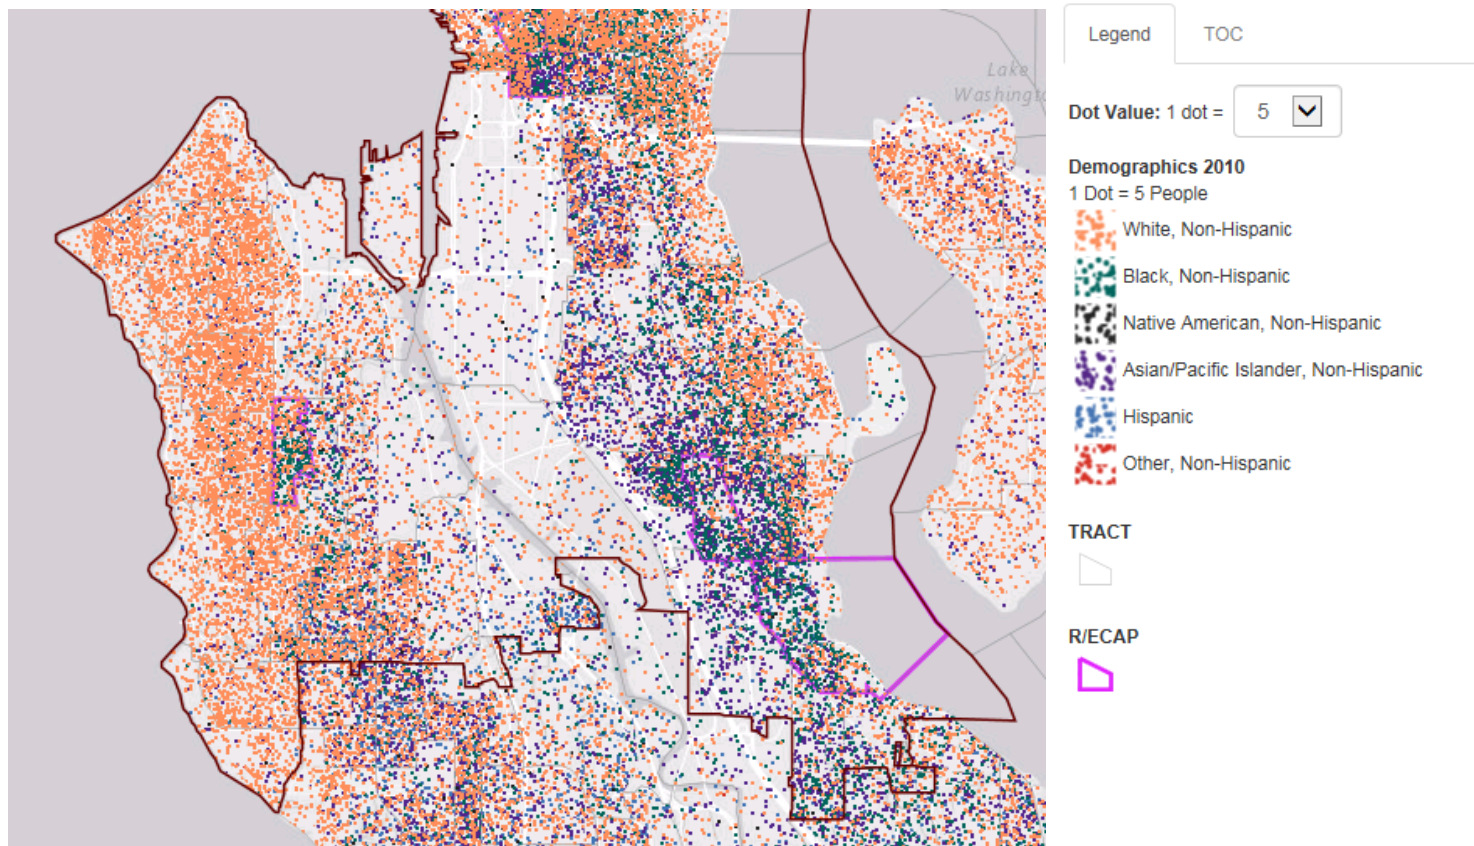 Lake
Washingto
Legend
TOC
Dot Value: 1 dot = 5
Demographics 2010
1 Dot = 5 People
White, Non-Hispanic
Black, Non-Hispanic
Native American, Non-Hispanic
Asian/Pacific Islander, Non-Hispanic
Hispanic
Other, Non-Hispanic
TRACT
R/ECAP